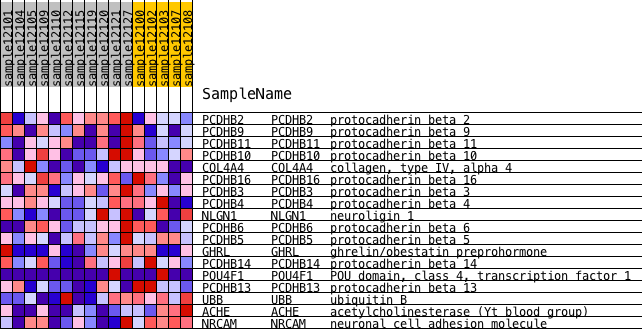 sample12101
sample12104
sample12105
sample12109
sample12110
sample12112
sample12115
sample12119
sample12120
sample12121
sample12127
sample12100
sample12102
sample12103
sample12107
sample12108
SampleName
PCDHB2 PCDHB2 protocadherin beta 2
PCDHB9 PCDHB9 protocadherin beta 9
PCDHB11 PCDHB11 protocadherin beta 11
PCDHB10 PCDHB10 protocadherin beta 10
COL4A4 COL4A4 collagen, type IV, alpha 4
PCDHB16 PCDHB16 protocadherin beta 16
PCDHB3 PCDHB3 protocadherin beta 3
PCDHB4 PCDHB4 protocadherin beta 4
NLGN1 NLGN1 neuroligin 1
PCDHB6 PCDHB6 protocadherin beta 6
PCDHB5 PCDHB5 protocadherin beta 5
GHRL GHRL ghrelin/obestatin preprohormone
PCDHB14 PCDHB14 protocadherin beta 14
POU4F1 POU4F1 POU domain, class 4, transcription factor 1
PCDHB13 PCDHB13 protocadherin beta 13
UBB UBB ubiquitin B
ACHE ACHE acetylcholinesterase (Yt blood group)
NRCAM NRCAM neuronal cell adhesion molecule